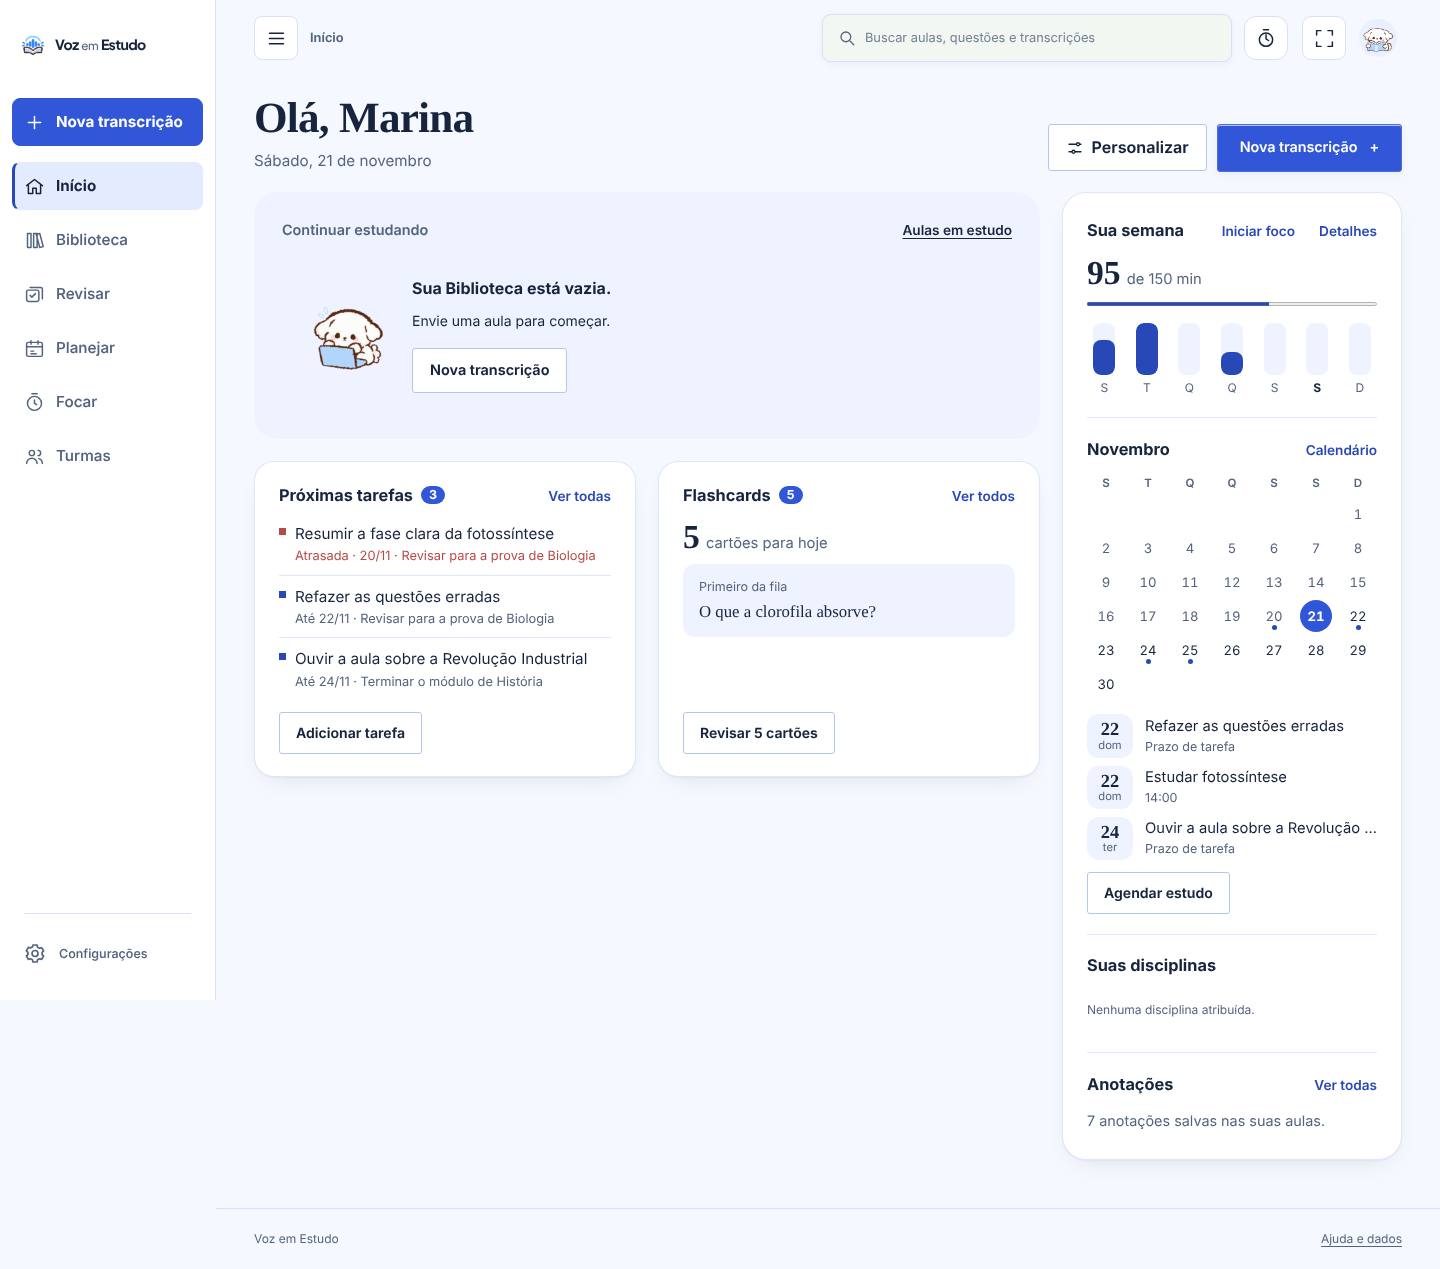 Voz em Estudo
Nova transcrição
Início
Biblioteca
Revisar
Planejar
Focar
Turmas
Configurações
Início
Buscar aulas, questões e transcrições
Olá, Marina
Sábado, 21 de novembro
Personalizar
Nova transcrição +
Continuar estudando
Aulas em estudo
Sua Biblioteca está vazia.
Envie uma aula para começar.
Nova transcrição
Próximas tarefas 3
Ver todas
Resumir a fase clara da fotossíntese
Atrasada · 20/11 · Revisar para a prova de Biologia
Refazer as questões erradas
Até 22/11 · Revisar para a prova de Biologia
Ouvir a aula sobre a Revolução Industrial
Até 24/11 · Terminar o módulo de História
Adicionar tarefa
Flashcards 5
Ver todos
5 cartões para hoje
Primeiro da fila
O que a clorofila absorve?
Revisar 5 cartões
Sua semana
Iniciar foco
Detalhes
95 de 150 min
S T Q Q S S D
Novembro
Calendário
S T Q Q S S D
1
2 3 4 5 6 7 8
9 10 11 12 13 14 15
16 17 18 19 20 21 22
23 24 25 26 27 28 29
30
22 dom
Refazer as questões erradas
Prazo de tarefa
22 dom
Estudar fotossíntese
14:00
24 ter
Ouvir a aula sobre a Revolução ...
Prazo de tarefa
Agendar estudo
Suas disciplinas
Nenhuma disciplina atribuída.
Anotações
Ver todas
7 anotações salvas nas suas aulas.
Voz em Estudo
Ajuda e dados